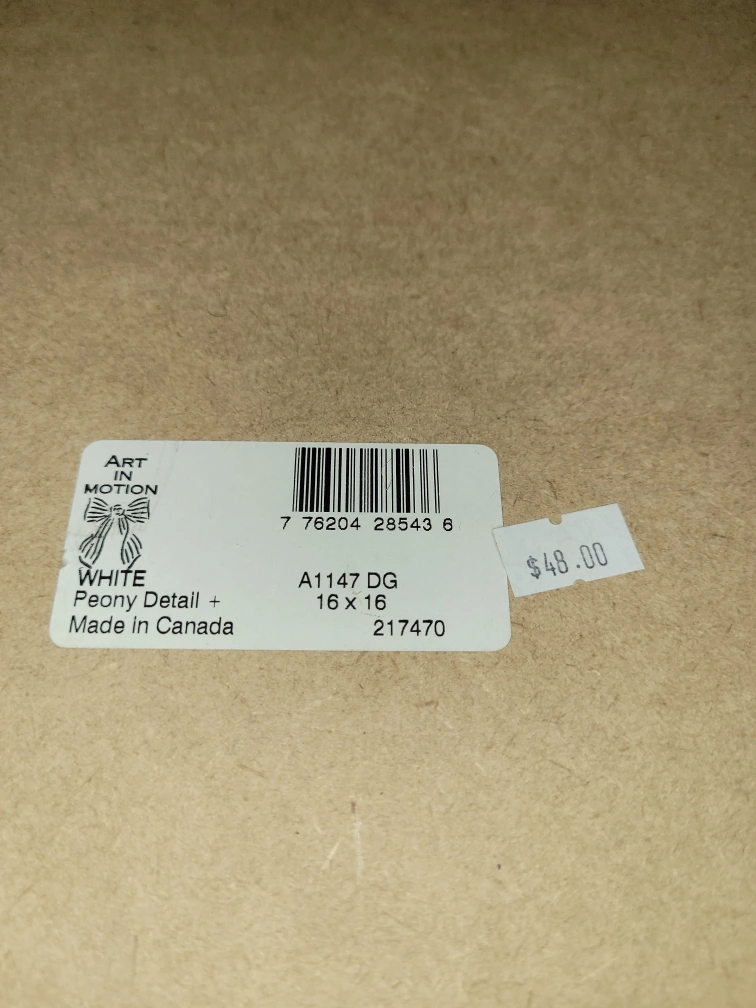 ART
IN
MOTION
7 76204 28543 6
WHITE
A1147 DG
Peony Detail +
16 x 16
Made in Canada
217470
$48.00